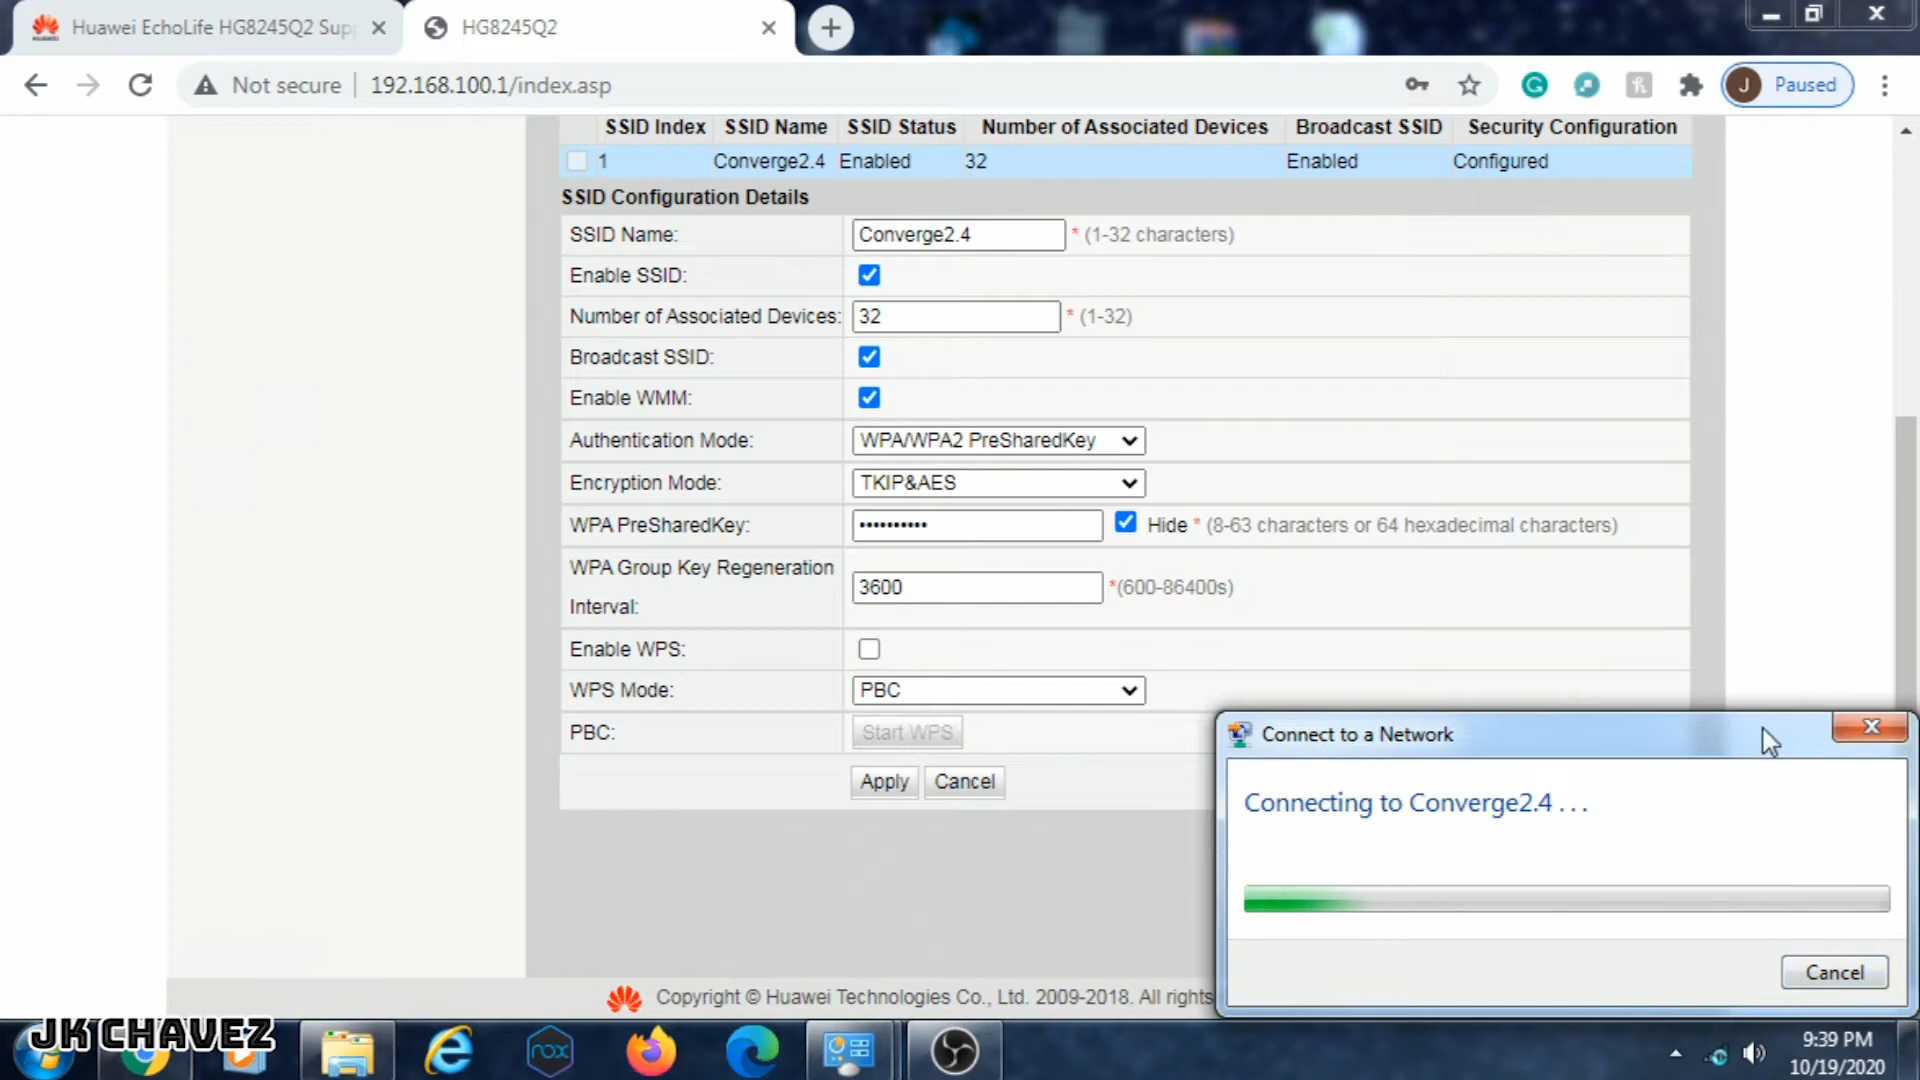 Huawei EchoLife HG8245Q2 Sup
HG8245Q2
Not secure
192.168.100.1/index.asp
J
Paused
SSID Index SSID Name SSID Status Number of Associated Devices Broadcast SSID Security Configuration
1 Converge2.4 Enabled 32 Enabled Configured
SSID Configuration Details
SSID Name: Converge2.4 * (1-32 characters)
Enable SSID:
Number of Associated Devices: 32 * (1-32)
Broadcast SSID:
Enable WMM:
Authentication Mode: WPA/WPA2 PreSharedKey
Encryption Mode: TKIP&AES
WPA PreSharedKey: •••••••••• Hide * (8-63 characters or 64 hexadecimal characters)
WPA Group Key Regeneration
Interval:
3600 *(600-86400s)
Enable WPS:
WPS Mode: PBC
PBC: Start WPS
Apply Cancel
Connect to a Network
Connecting to Converge2.4 . . .
Cancel
Copyright © Huawei Technologies Co., Ltd. 2009-2018. All rights
JK CHAVEZ
nox
9:39 PM
10/19/2020